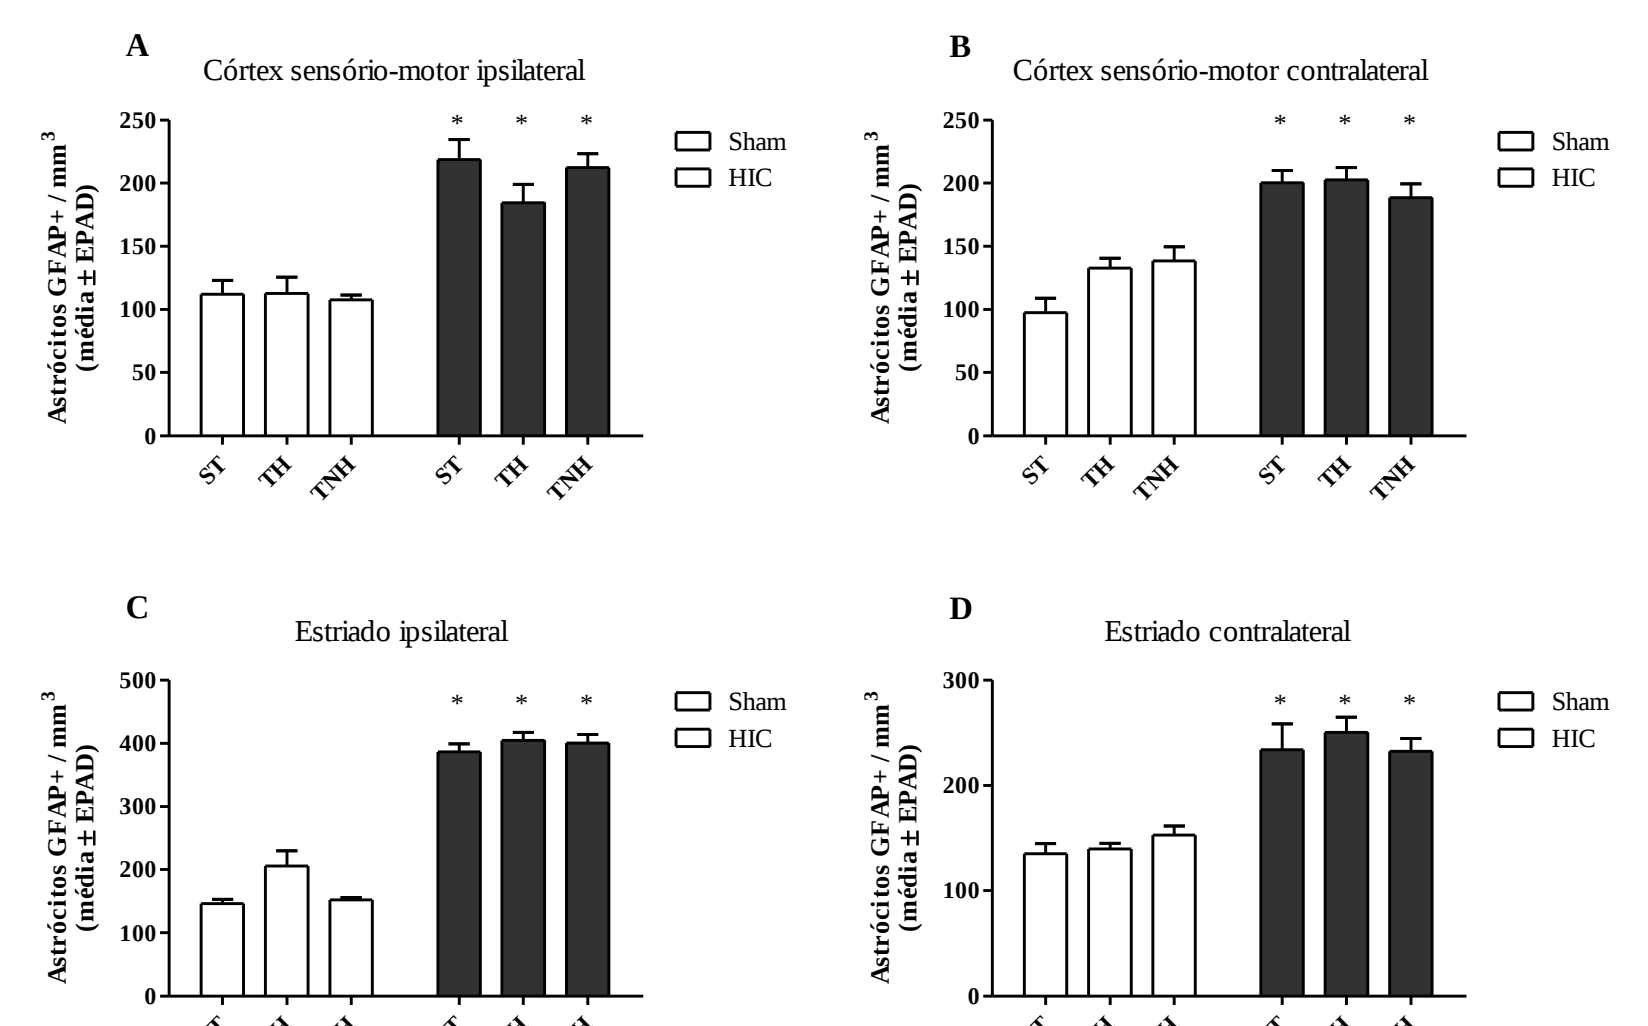 A
Córtex sensório-motor ipsilateral
Astrócitos GFAP+ / mm³
(média ± EPAD)
250
200
150
100
50
0
* * *
Sham
HIC
ST TH TNH ST TH TNH
B
Córtex sensório-motor contralateral
Astrócitos GFAP+ / mm³
(média ± EPAD)
250
200
150
100
50
0
* * *
Sham
HIC
ST TH TNH ST TH TNH
C
Estriado ipsilateral
Astrócitos GFAP+ / mm³
(média ± EPAD)
500
400
300
200
100
0
* * *
Sham
HIC
D
Estriado contralateral
Astrócitos GFAP+ / mm³
(média ± EPAD)
300
200
100
0
* * *
Sham
HIC